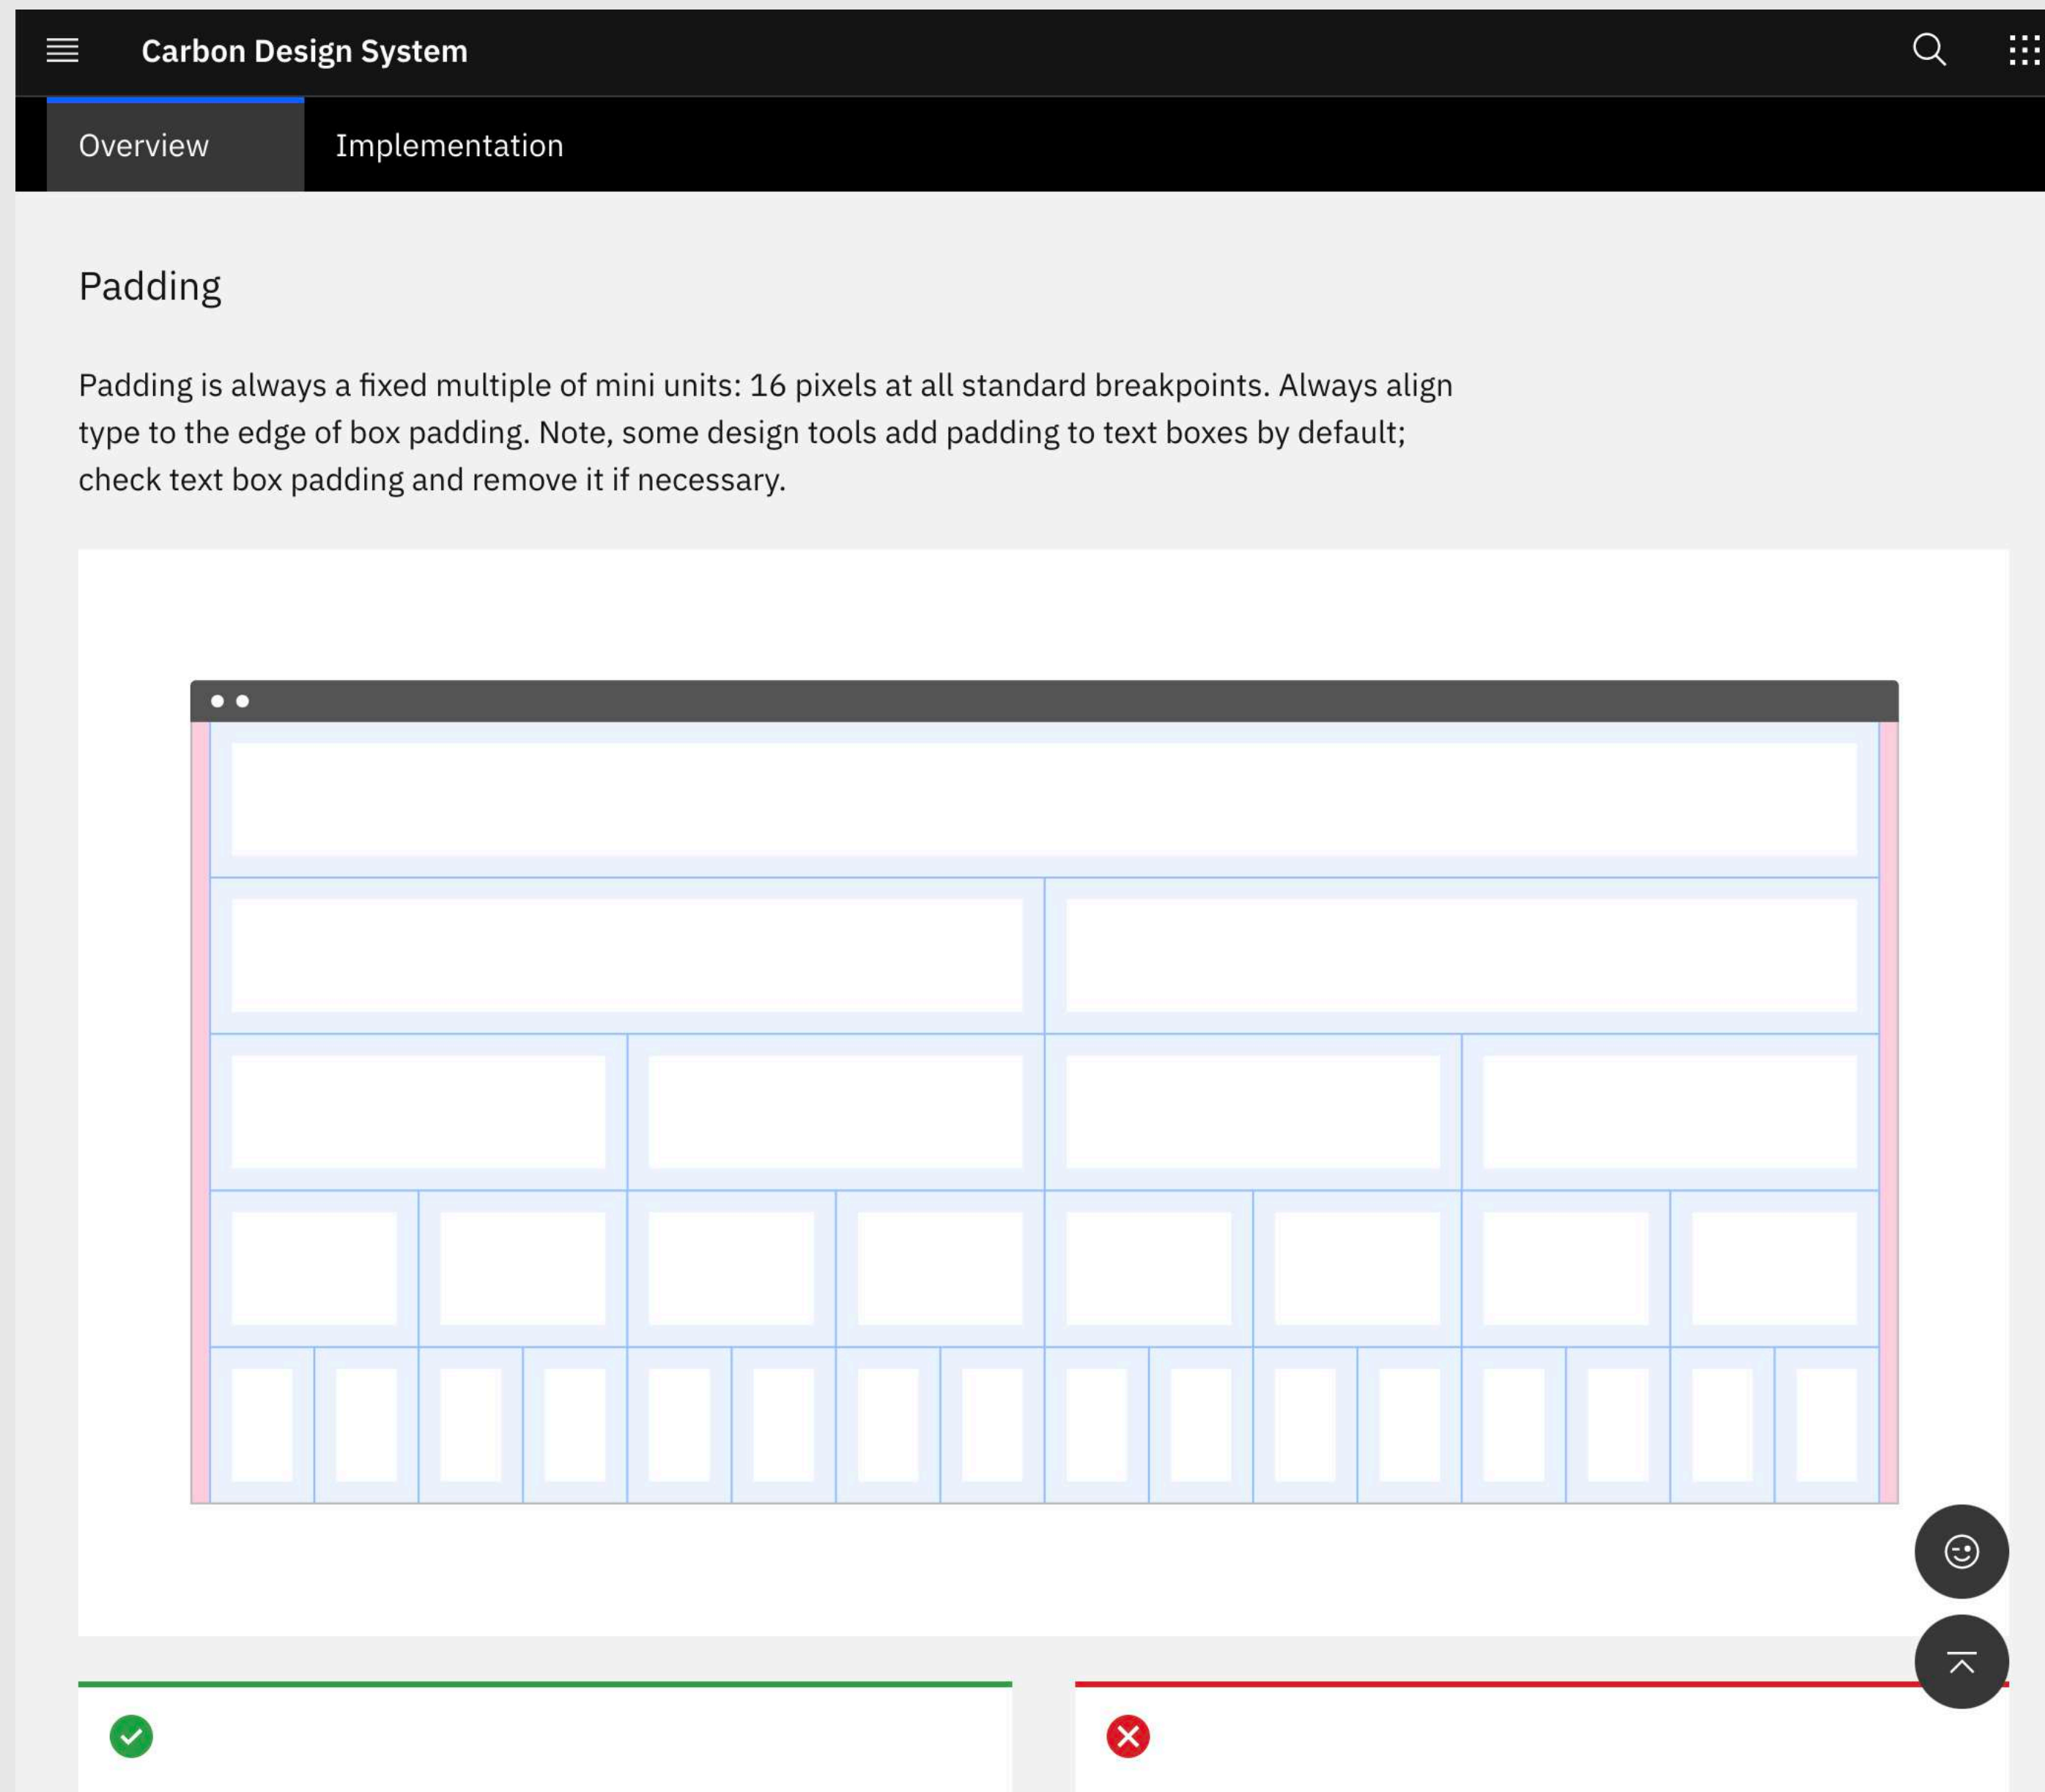 Carbon Design System
Overview
Implementation
Padding
Padding is always a fixed multiple of mini units: 16 pixels at all standard breakpoints. Always align
type to the edge of box padding. Note, some design tools add padding to text boxes by default;
check text box padding and remove it if necessary.